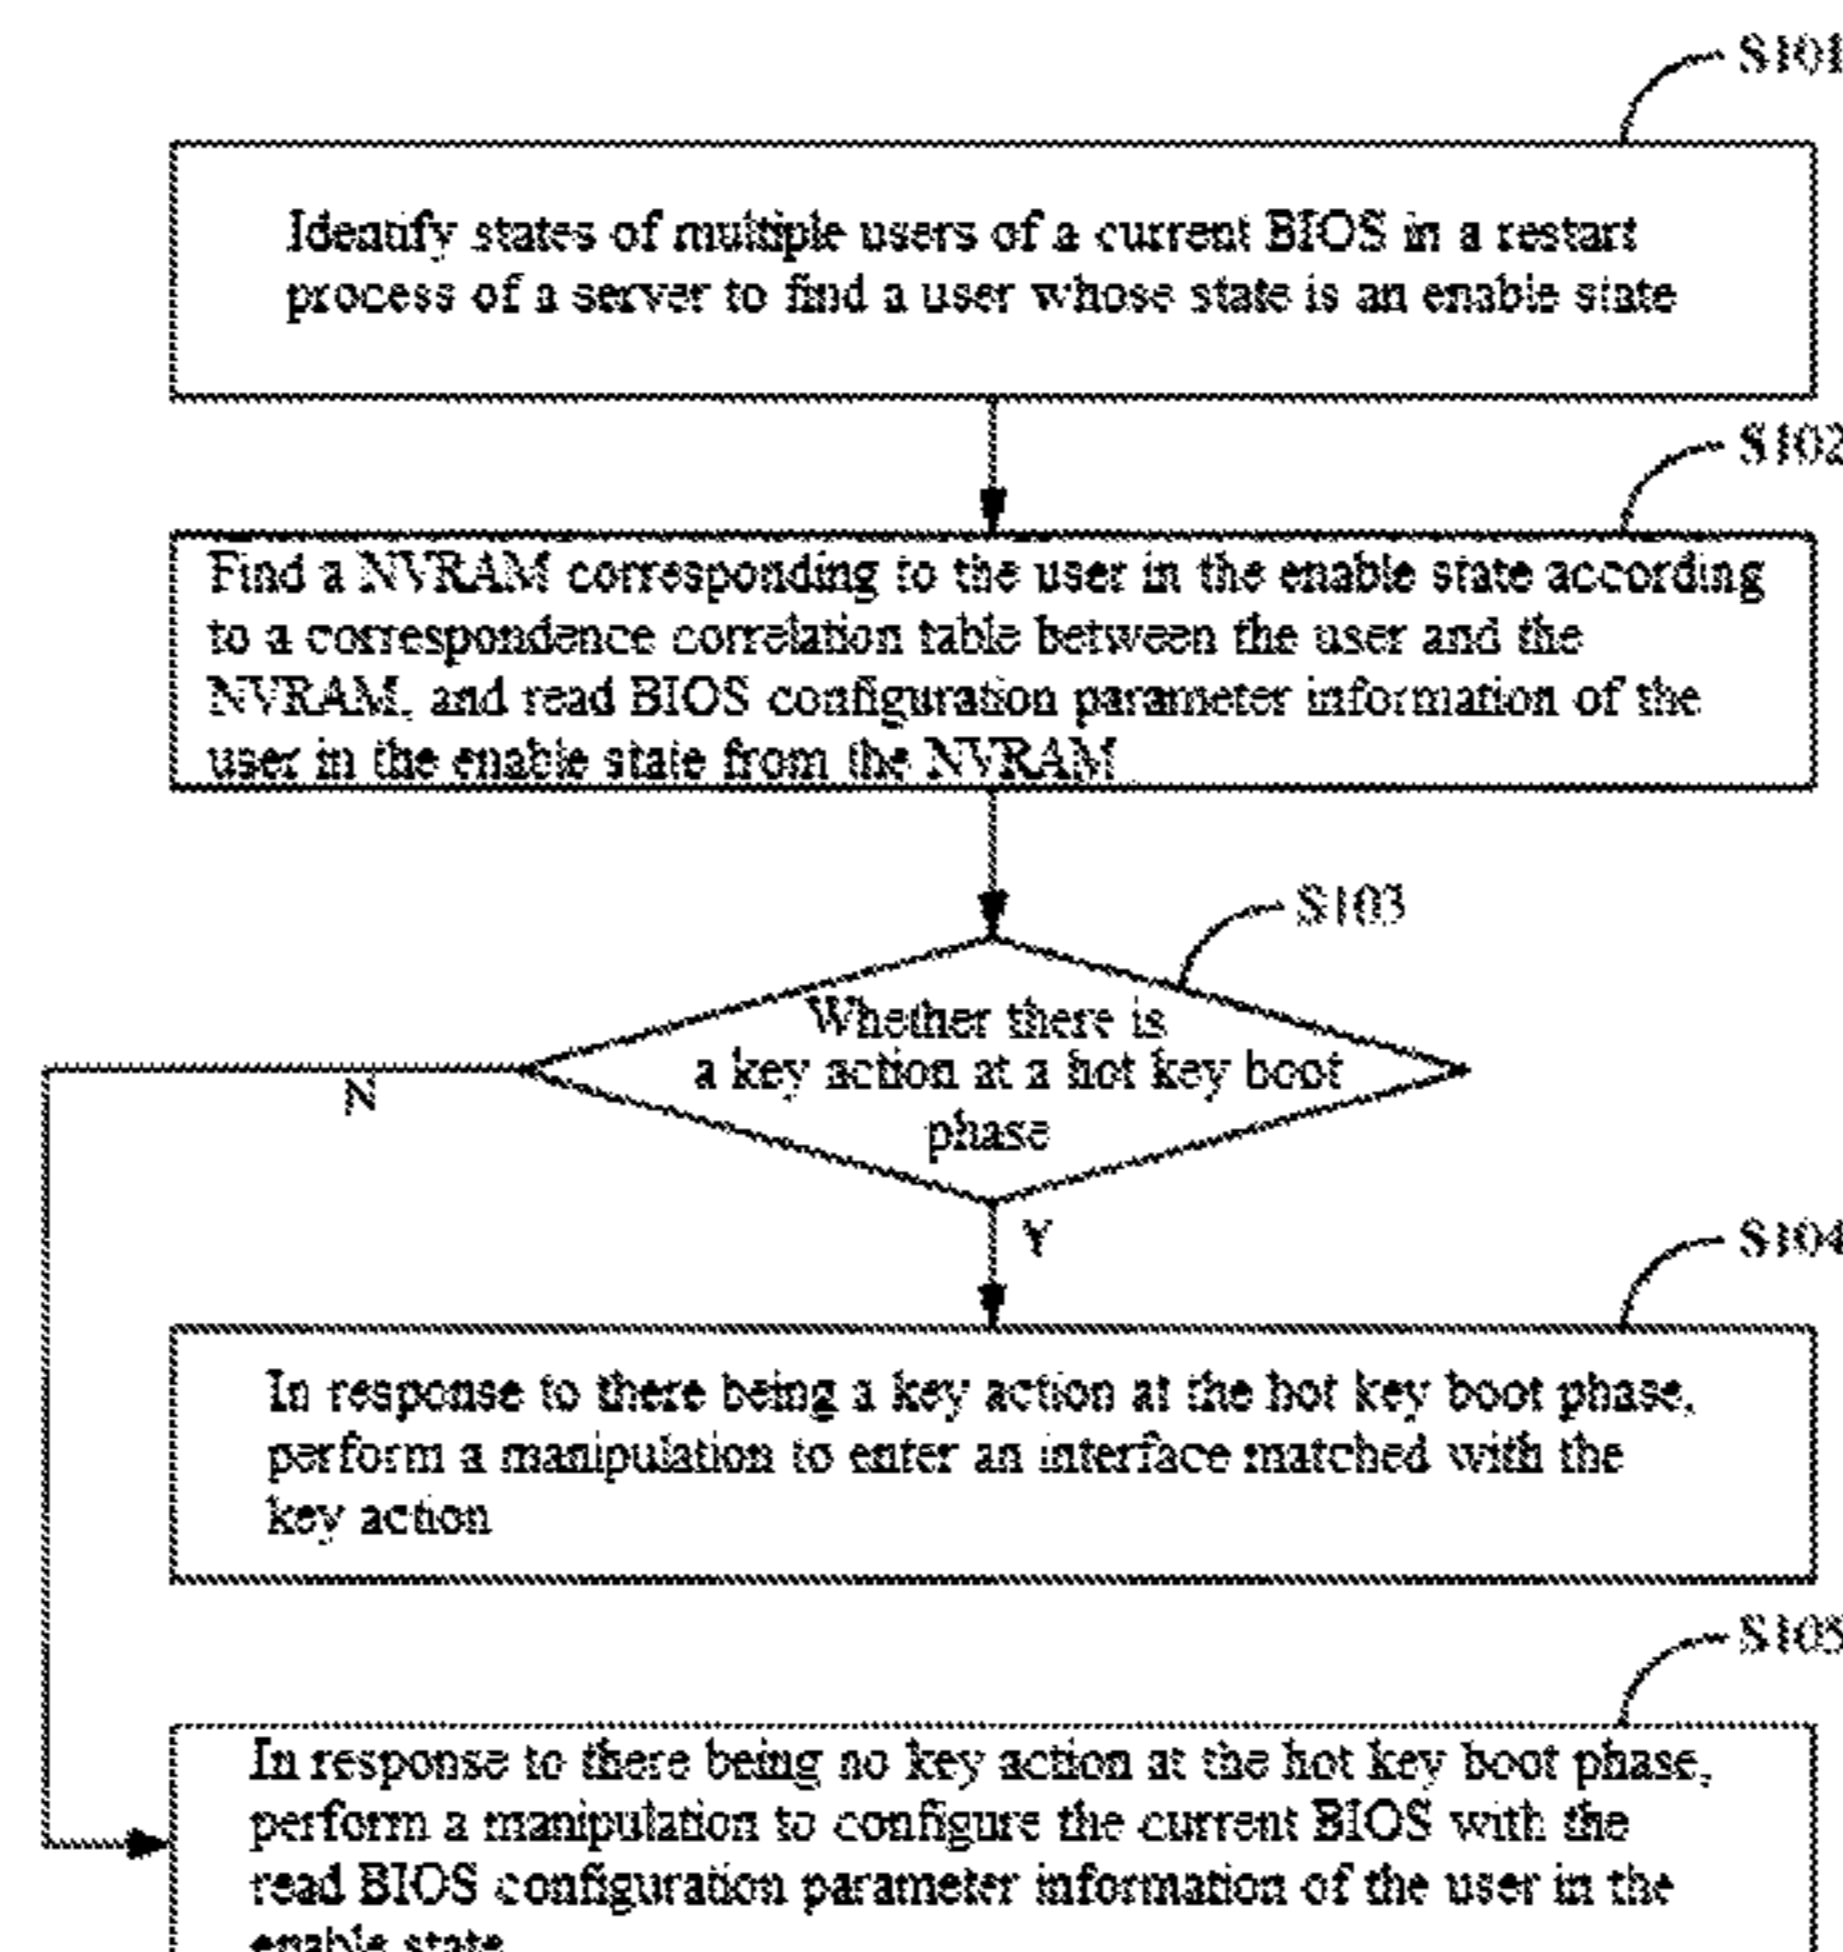 S101
Identify states of multiple users of a current BIOS in a restart
process of a server to find a user whose state is an enable state
S102
Find a NVRAM corresponding to the user in the enable state according
to a correspondence correlation table between the user and the
NVRAM, and read BIOS configuration parameter information of the
user in the enable state from the NVRAM
S103
Whether there is
a key action at a hot key boot
phase
N
Y
S104
In response to there being a key action at the hot key boot phase,
perform a manipulation to enter an interface matched with the
key action
S105
In response to there being no key action at the hot key boot phase,
perform a manipulation to configure the current BIOS with the
read BIOS configuration parameter information of the user in the
enable state